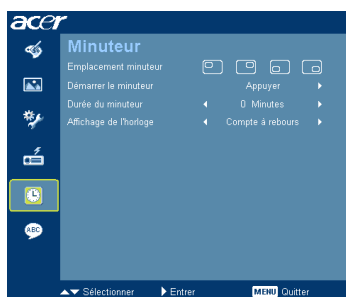 acer
Minuteur
Emplacement minuteur
Démarrer le minuteur Appuyer
Durée du minuteur 0 Minutes
Affichage de l'horloge Compte à rebours
ABC
Sélectionner Entrer MENU Quitter